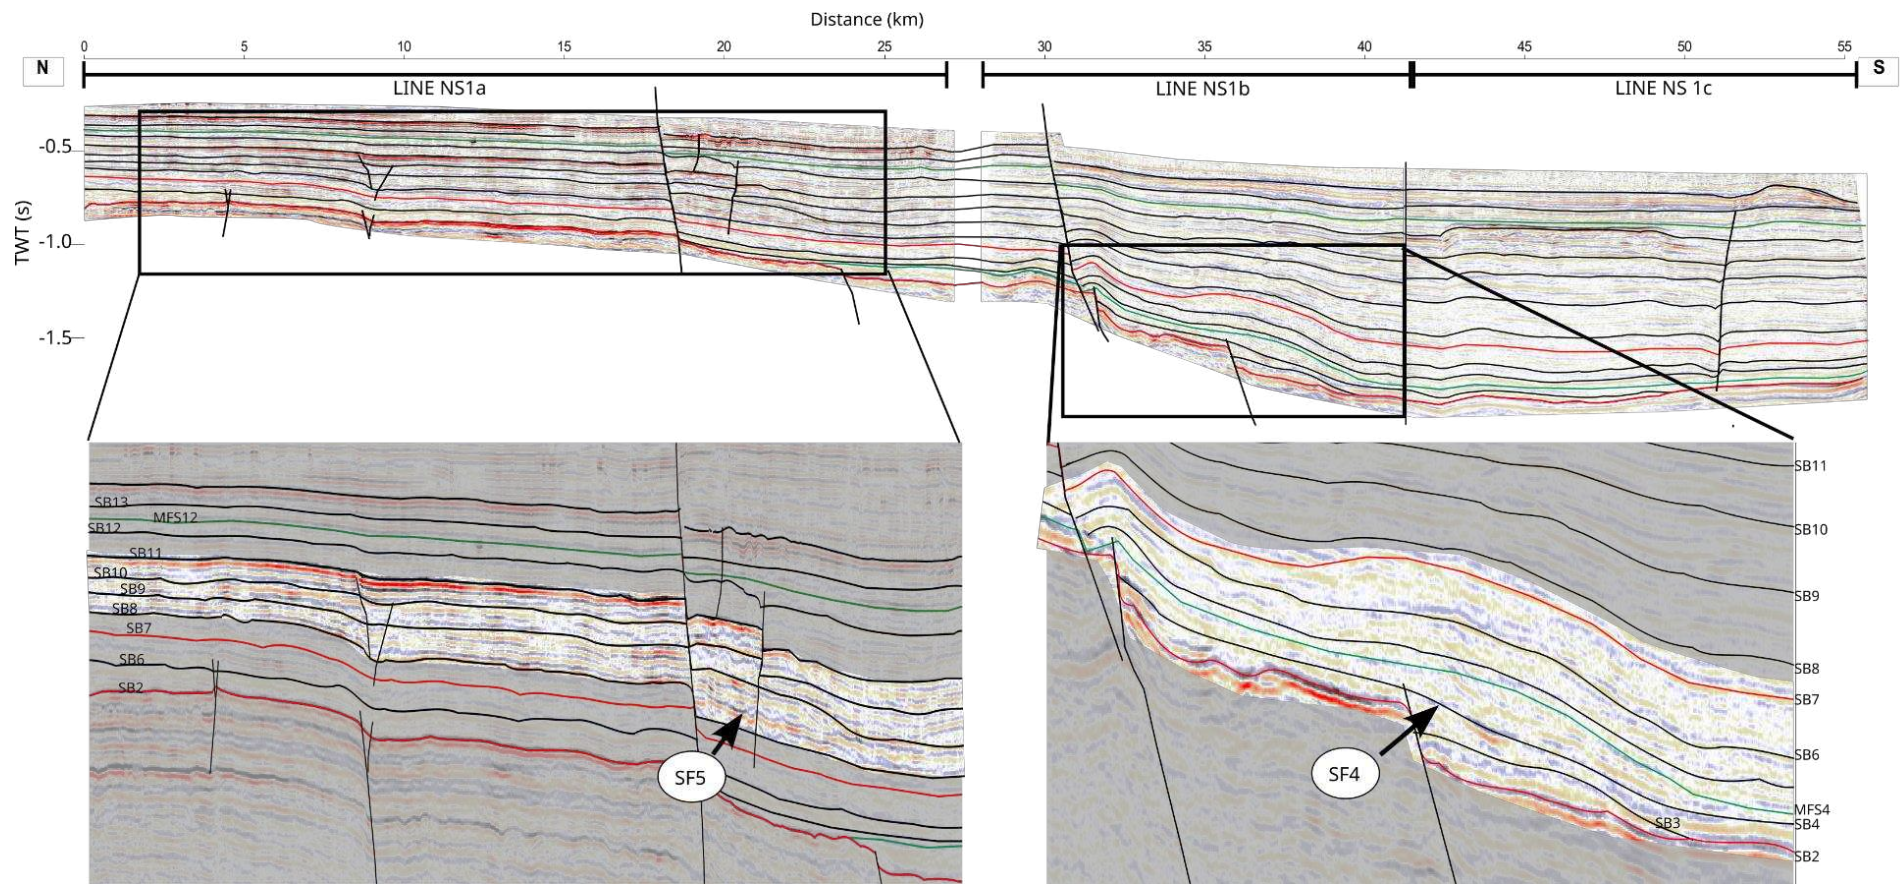 Distance (km)
0 5 10 15 20 25 30 35 40 45 50 55
N S
LINE NS1a LINE NS1b LINE NS 1c
TWT (s)
-0.5
-1.0
-1.5
SB13
MFS12
SB12
SB11
SB10
SB9
SB8
SB7
SB6
SB2
SF5
SB11
SB10
SB9
SB8
SB7
SB6
MFS4
SB4
SB3
SB2
SF4